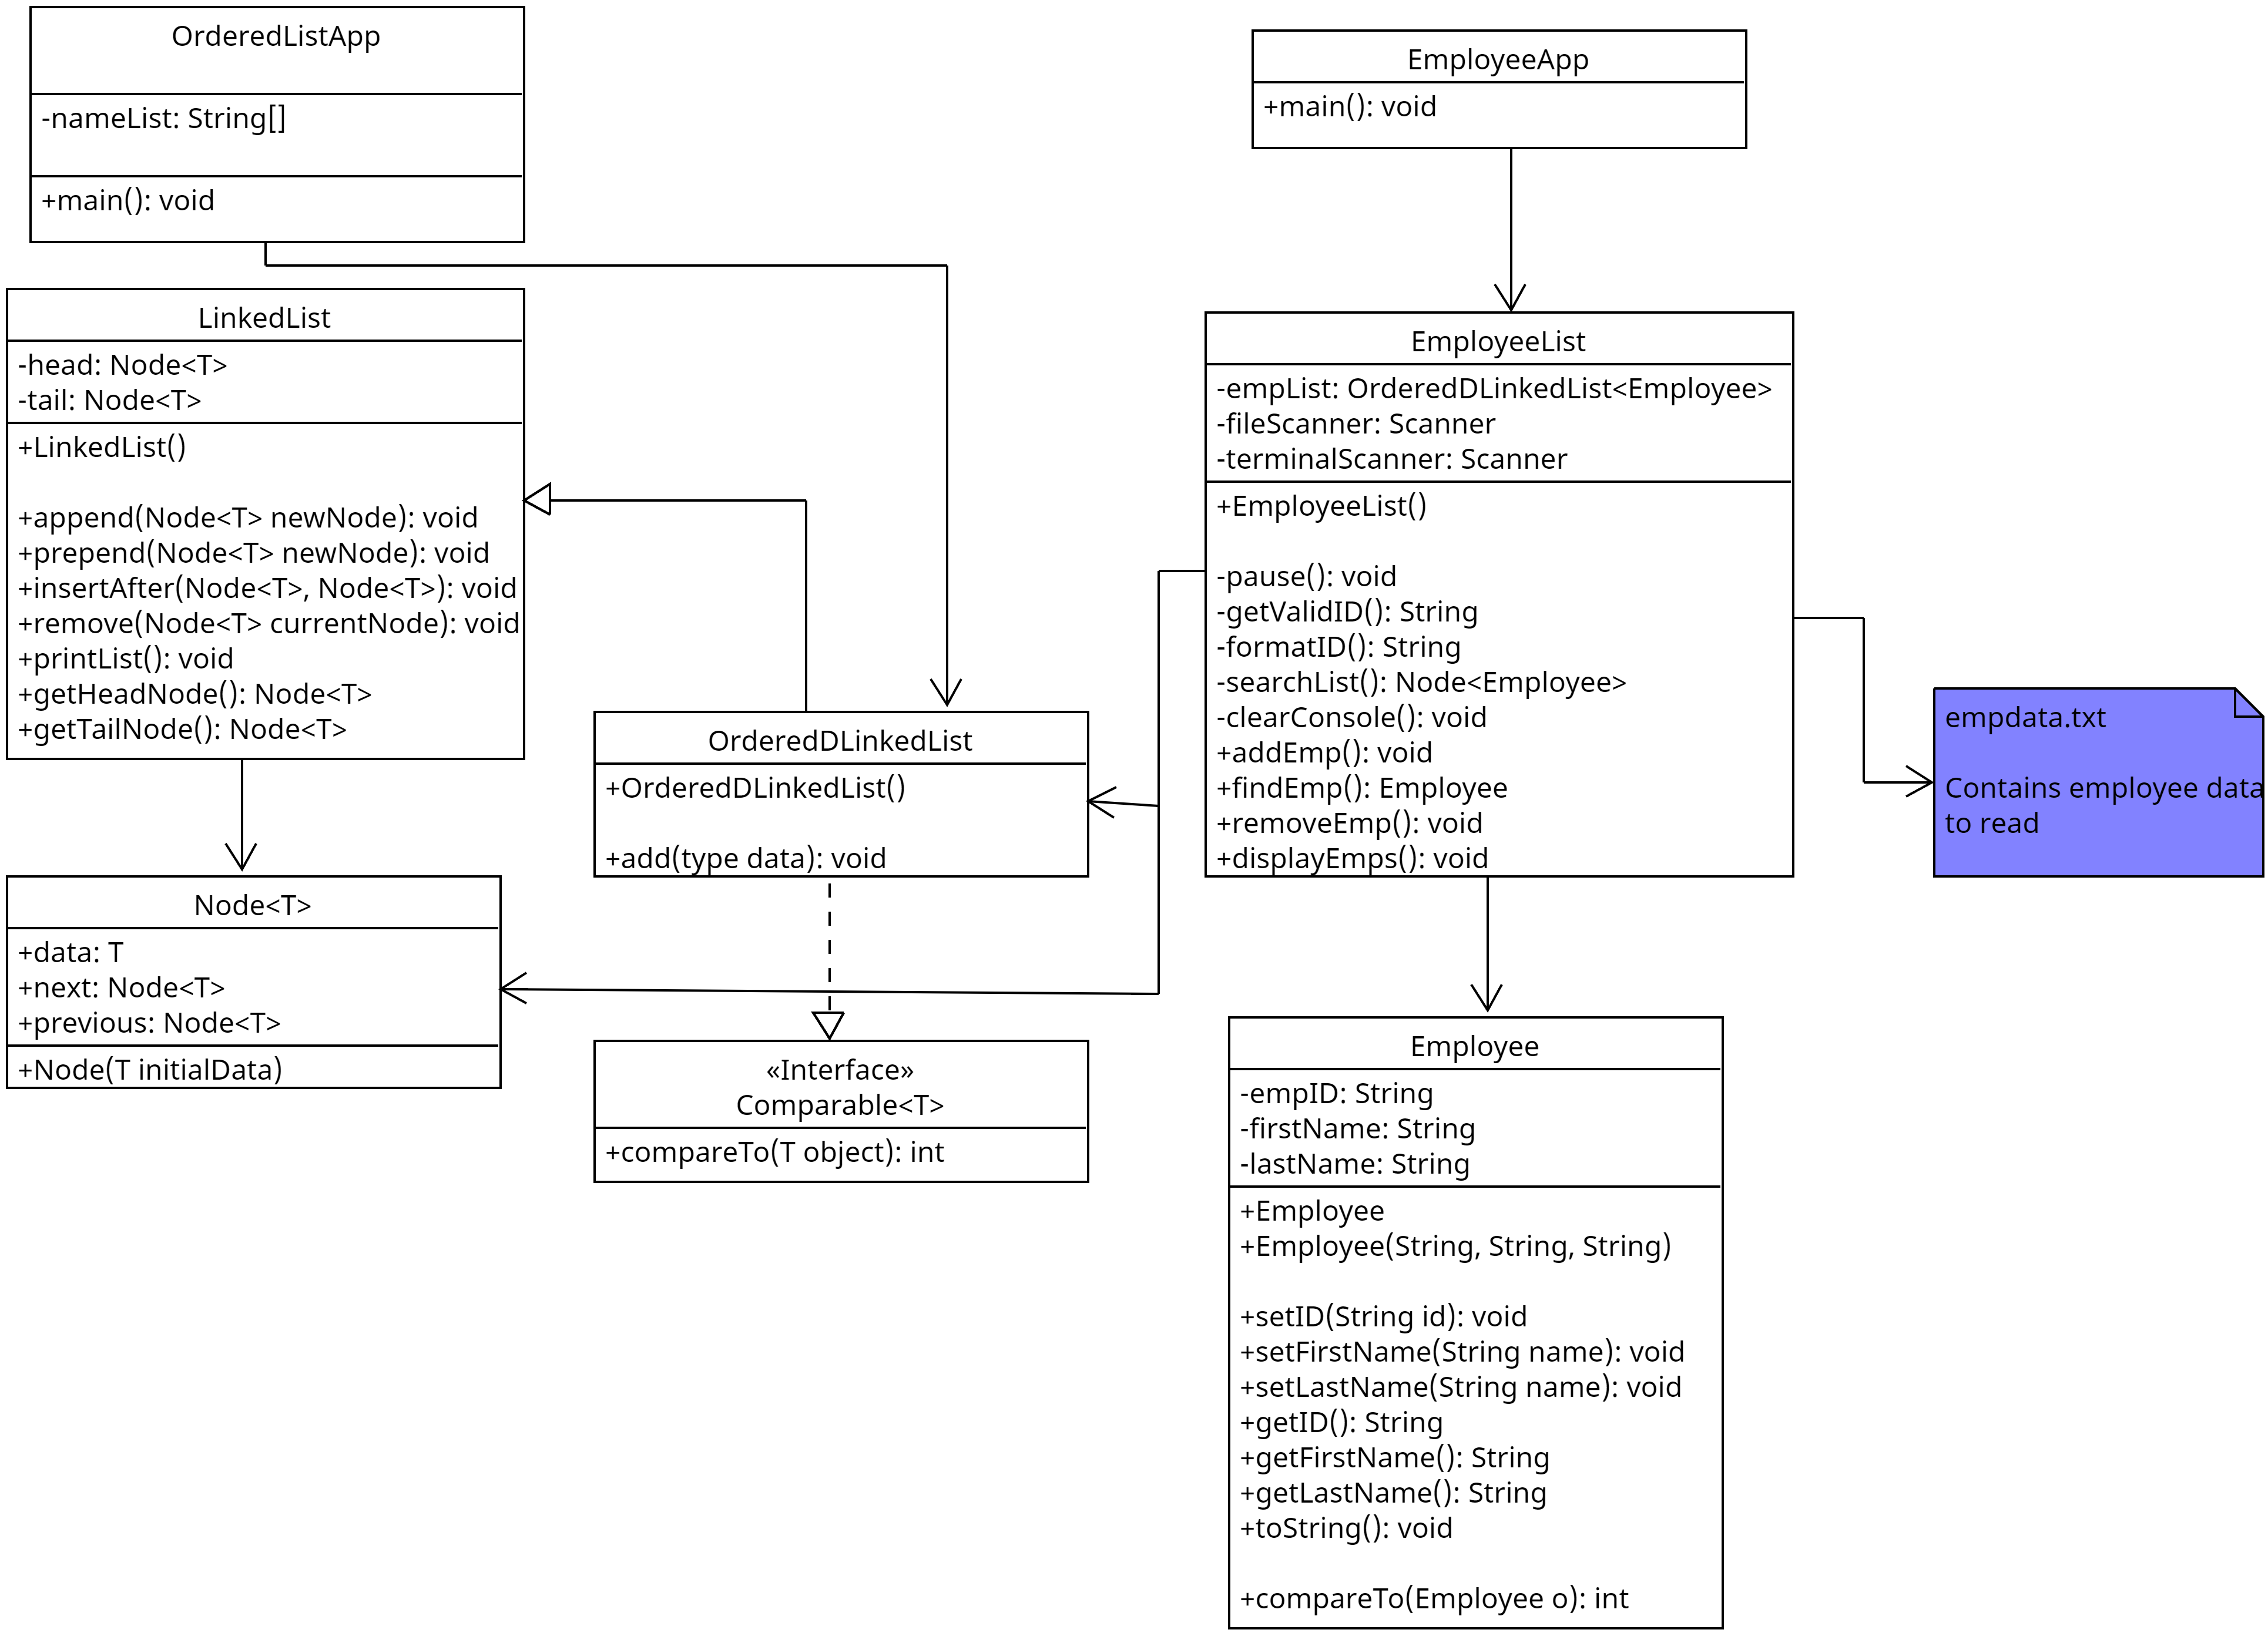 OrderedListApp
-nameList: String[]
+main(): void
EmployeeApp
+main(): void
LinkedList
-head: Node<T>
-tail: Node<T>
+LinkedList()
+append(Node<T> newNode): void
+prepend(Node<T> newNode): void
+insertAfter(Node<T>, Node<T>): void
+remove(Node<T> currentNode): void
+printList(): void
+getHeadNode(): Node<T>
+getTailNode(): Node<T>
EmployeeList
-empList: OrderedDLinkedList<Employee>
-fileScanner: Scanner
-terminalScanner: Scanner
+EmployeeList()
-pause(): void
-getValidID(): String
-formatID(): String
-searchList(): Node<Employee>
-clearConsole(): void
+addEmp(): void
+findEmp(): Employee
+removeEmp(): void
+displayEmps(): void
OrderedDLinkedList
+OrderedDLinkedList()
+add(type data): void
empdata.txt
Contains employee data
to read
Node<T>
+data: T
+next: Node<T>
+previous: Node<T>
+Node(T initialData)
«Interface»
Comparable<T>
+compareTo(T object): int
Employee
-empID: String
-firstName: String
-lastName: String
+Employee
+Employee(String, String, String)
+setID(String id): void
+setFirstName(String name): void
+setLastName(String name): void
+getID(): String
+getFirstName(): String
+getLastName(): String
+toString(): void
+compareTo(Employee o): int